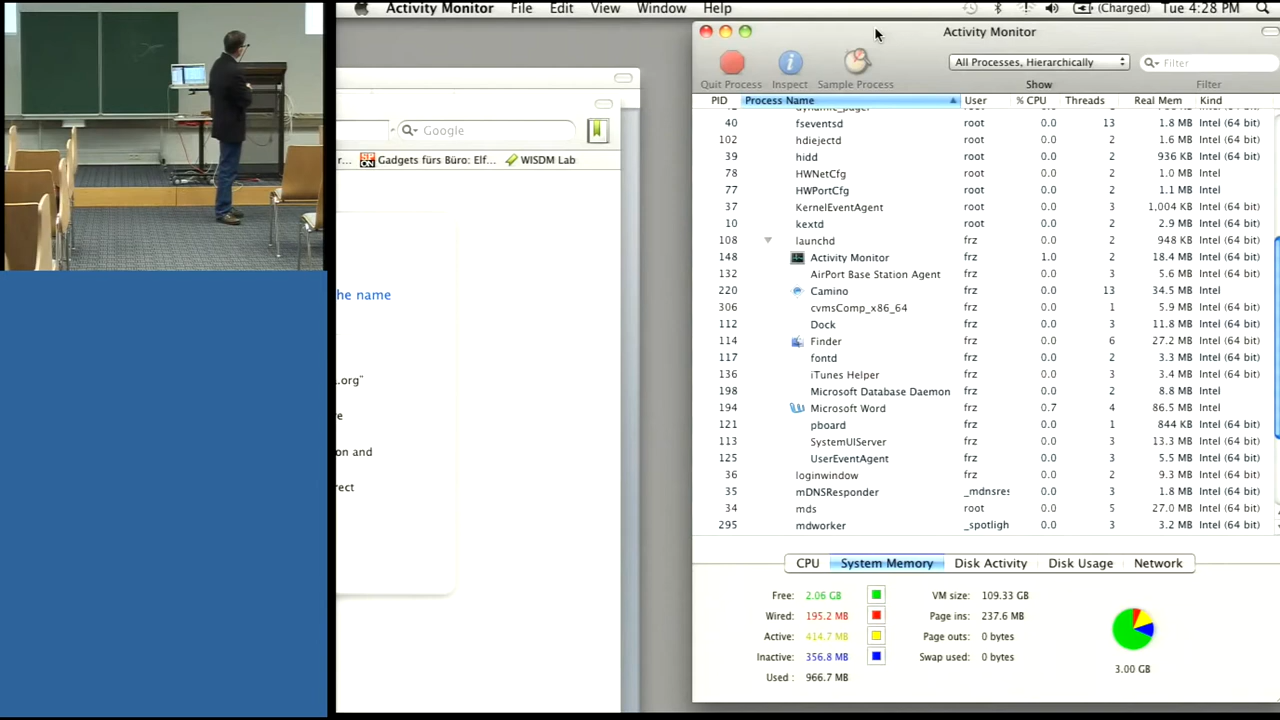 Activity Monitor File Edit View Window Help (Charged) Tue 4:28 PM
Activity Monitor
Quit Process Inspect Sample Process All Processes, Hierarchically Show Filter Filter
PID Process Name User % CPU Threads Real Mem Kind
40 fseventsd root 0.0 13 1.8 MB Intel (64 bit)
102 hdiejectd root 0.0 2 1.6 MB Intel (64 bit)
39 hidd root 0.0 2 936 KB Intel (64 bit)
78 HWNetCfg root 0.0 2 1.0 MB Intel
77 HWPortCfg root 0.0 2 1.1 MB Intel
37 KernelEventAgent root 0.0 3 1,004 KB Intel (64 bit)
10 kextd root 0.0 2 2.9 MB Intel (64 bit)
108 launchd frz 0.0 2 948 KB Intel (64 bit)
148 Activity Monitor frz 1.0 2 18.4 MB Intel (64 bit)
132 AirPort Base Station Agent frz 0.0 3 5.6 MB Intel (64 bit)
220 Camino frz 0.0 13 34.5 MB Intel
306 cvmsComp_x86_64 frz 0.0 1 5.9 MB Intel (64 bit)
112 Dock frz 0.0 3 11.8 MB Intel (64 bit)
114 Finder frz 0.0 6 27.2 MB Intel (64 bit)
117 fontd frz 0.0 2 3.3 MB Intel (64 bit)
136 iTunes Helper frz 0.0 3 3.4 MB Intel (64 bit)
198 Microsoft Database Daemon frz 0.0 2 8.8 MB Intel
194 Microsoft Word frz 0.7 4 86.5 MB Intel
121 pboard frz 0.0 1 844 KB Intel (64 bit)
113 SystemUIServer frz 0.0 3 13.3 MB Intel (64 bit)
125 UserEventAgent frz 0.0 3 5.5 MB Intel (64 bit)
36 loginwindow frz 0.0 2 9.3 MB Intel (64 bit)
35 mDNSResponder _mdnsres 0.0 3 1.8 MB Intel (64 bit)
34 mds root 0.0 5 27.0 MB Intel (64 bit)
295 mdworker _spotligh 0.0 3 3.2 MB Intel (64 bit)
CPU System Memory Disk Activity Disk Usage Network
Free: 2.06 GB VM size: 109.33 GB
Wired: 195.2 MB Page ins: 237.6 MB
Active: 414.7 MB Page outs: 0 bytes
Inactive: 356.8 MB Swap used: 0 bytes
Used : 966.7 MB
3.00 GB
Google
r... Gadgets fürs Büro: Elf... WISDM Lab
he name
.org"
re
on and
rect